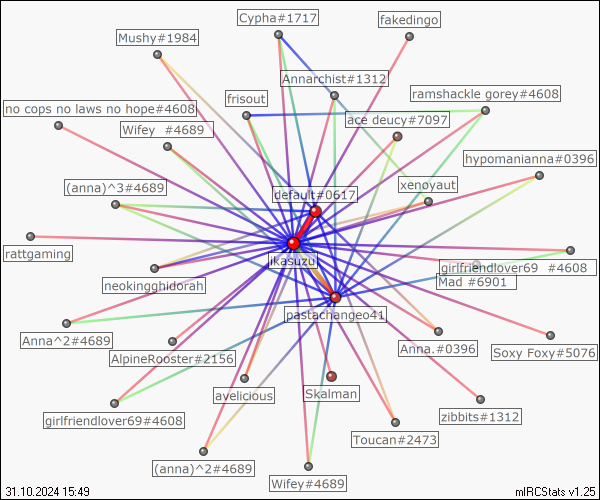 Cypha#1717
fakedingo
Mushy#1984
Annarchist#1312
frisout
ramshackle gorey#4608
no cops no laws no hope#4608
Wifey #4689
ace deucy#7097
hypomanianna#0396
(anna)^3#4689
default#0617
xenoyaut
rattgaming
ikasuzu
girlfriendlover69 #4608
neokingghidorah
Mad #6901
pastachangeo41
Anna^2#4689
AlpineRooster#2156
Anna.#0396
Soxy Foxy#5076
avelicious
Skalman
girlfriendlover69#4608
zibbits#1312
Toucan#2473
(anna)^2#4689
Wifey#4689
31.10.2024 15:49
mIRCStats v1.25